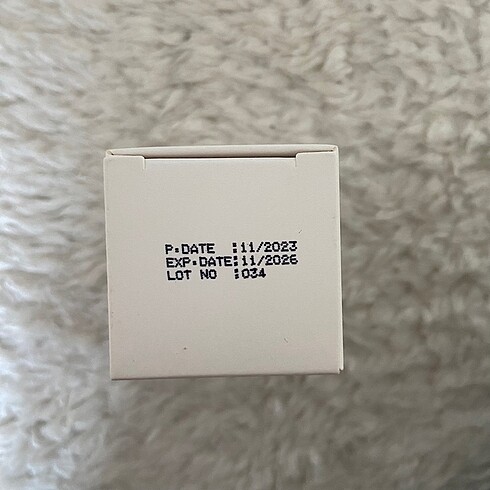 P.DATE :11/2023
EXP.DATE:11/2026
LOT NO :034